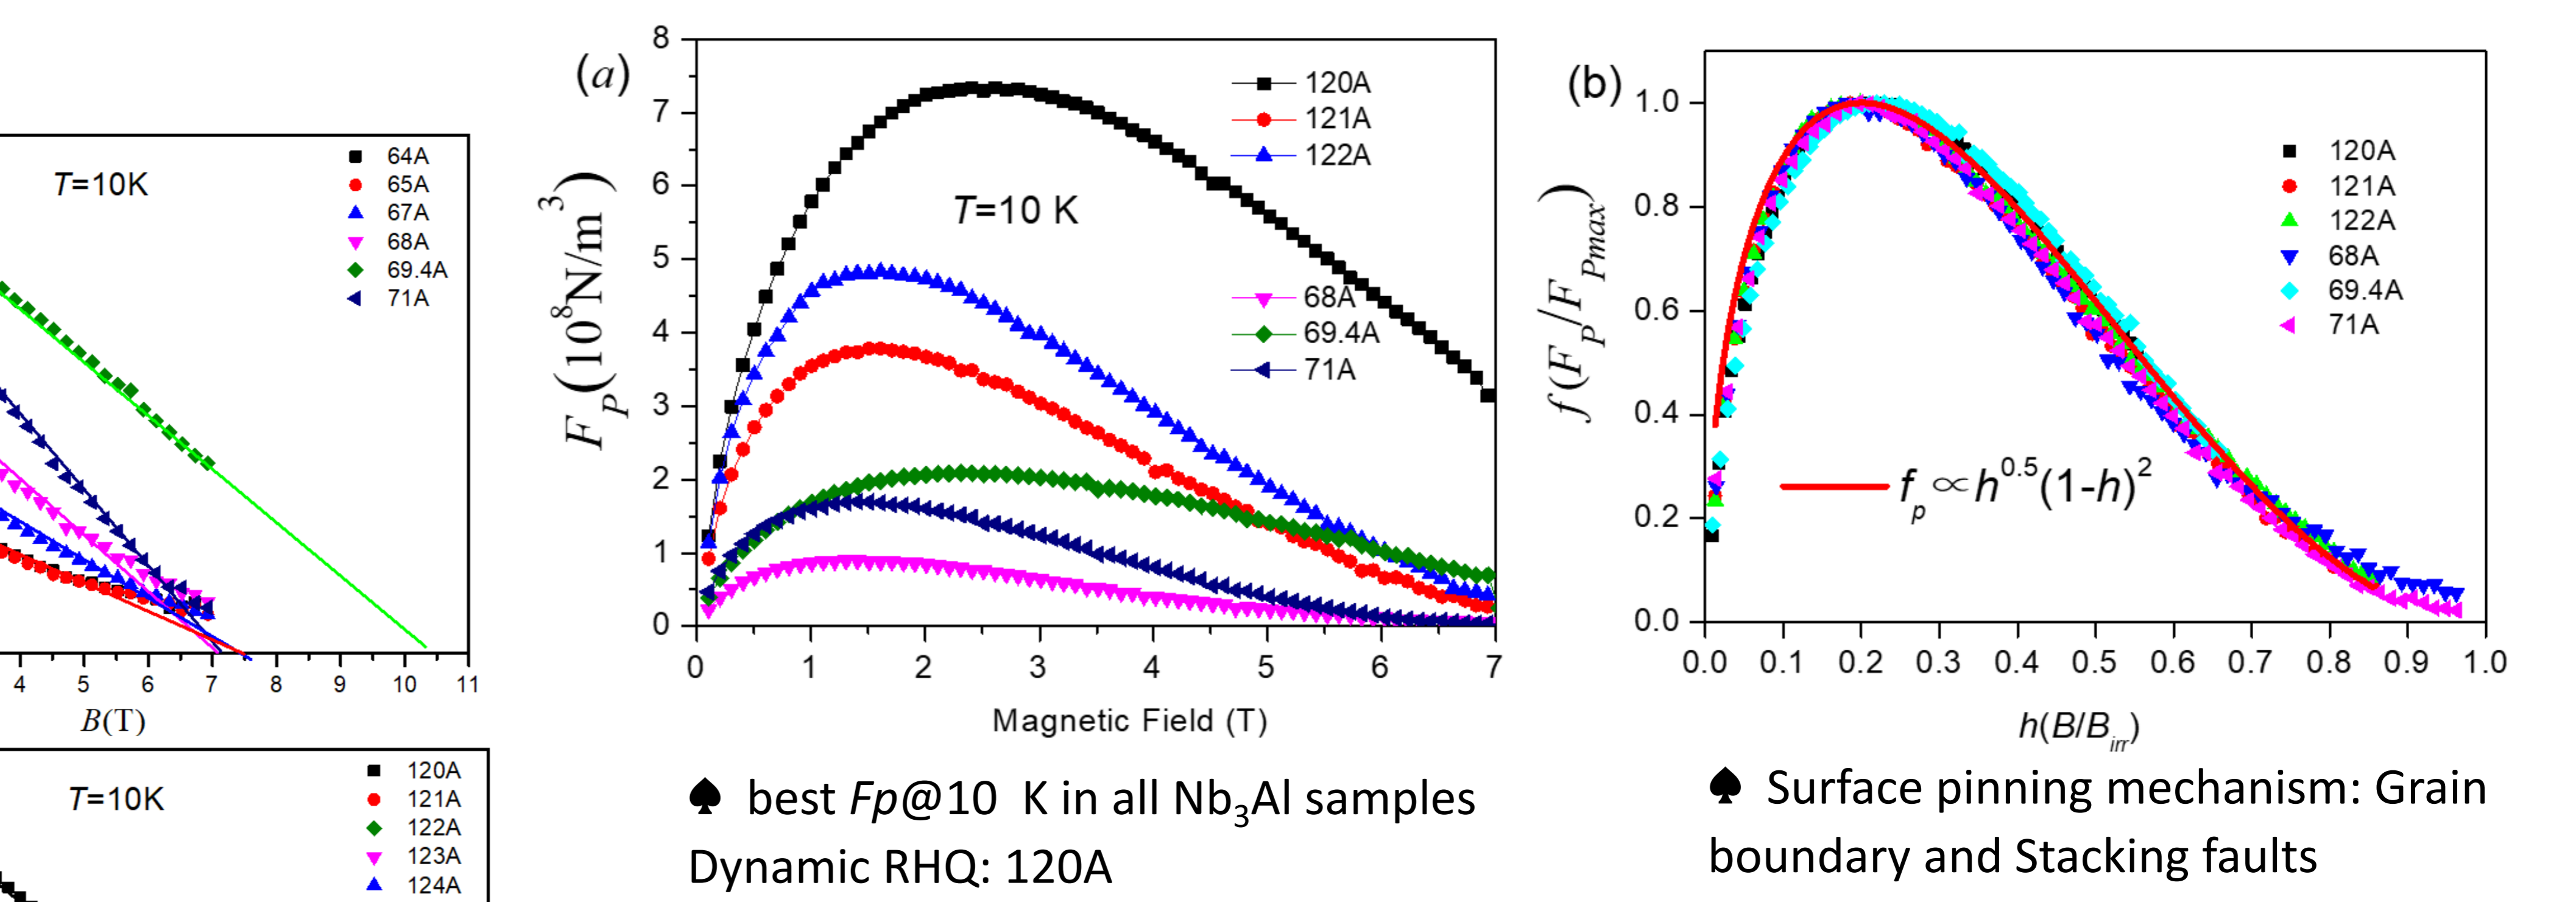 T=10K
64A
65A
67A
68A
69.4A
71A
4 5 6 7 8 9 10 11
B(T)
T=10K
120A
121A
122A
123A
124A
(a)
F_P(10^8N/m^3)
8
7
6
5
4
3
2
1
0
120A
121A
122A
T=10 K
68A
69.4A
71A
0 1 2 3 4 5 6 7
Magnetic Field (T)
♠ best Fp@10 K in all Nb₃Al samples
Dynamic RHQ: 120A
(b)
f(F_P/F_Pmax)
1.0
0.8
0.6
0.4
0.2
0.0
120A
121A
122A
68A
69.4A
71A
f_p∝h^0.5(1-h)^2
0.0 0.1 0.2 0.3 0.4 0.5 0.6 0.7 0.8 0.9 1.0
h(B/B_irr)
♠ Surface pinning mechanism: Grain
boundary and Stacking faults